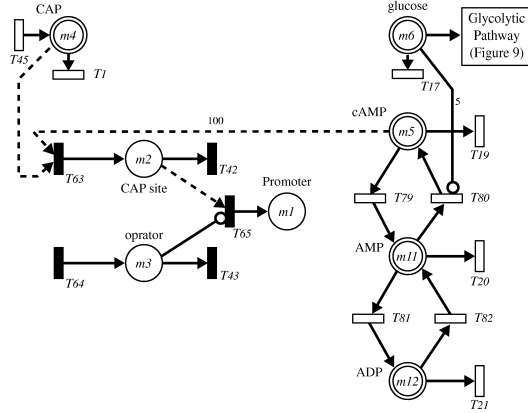 CAP
glucose
m4
T45
T1
m6
Glycolytic
Pathway
(Figure 9)
T17
5
100
cAMP
m5
T19
T63
m2
T42
CAP site
T79
T80
Promoter
T65
m1
oprator
m3
T64
T43
AMP
m11
T20
T81
T82
ADP
m12
T21